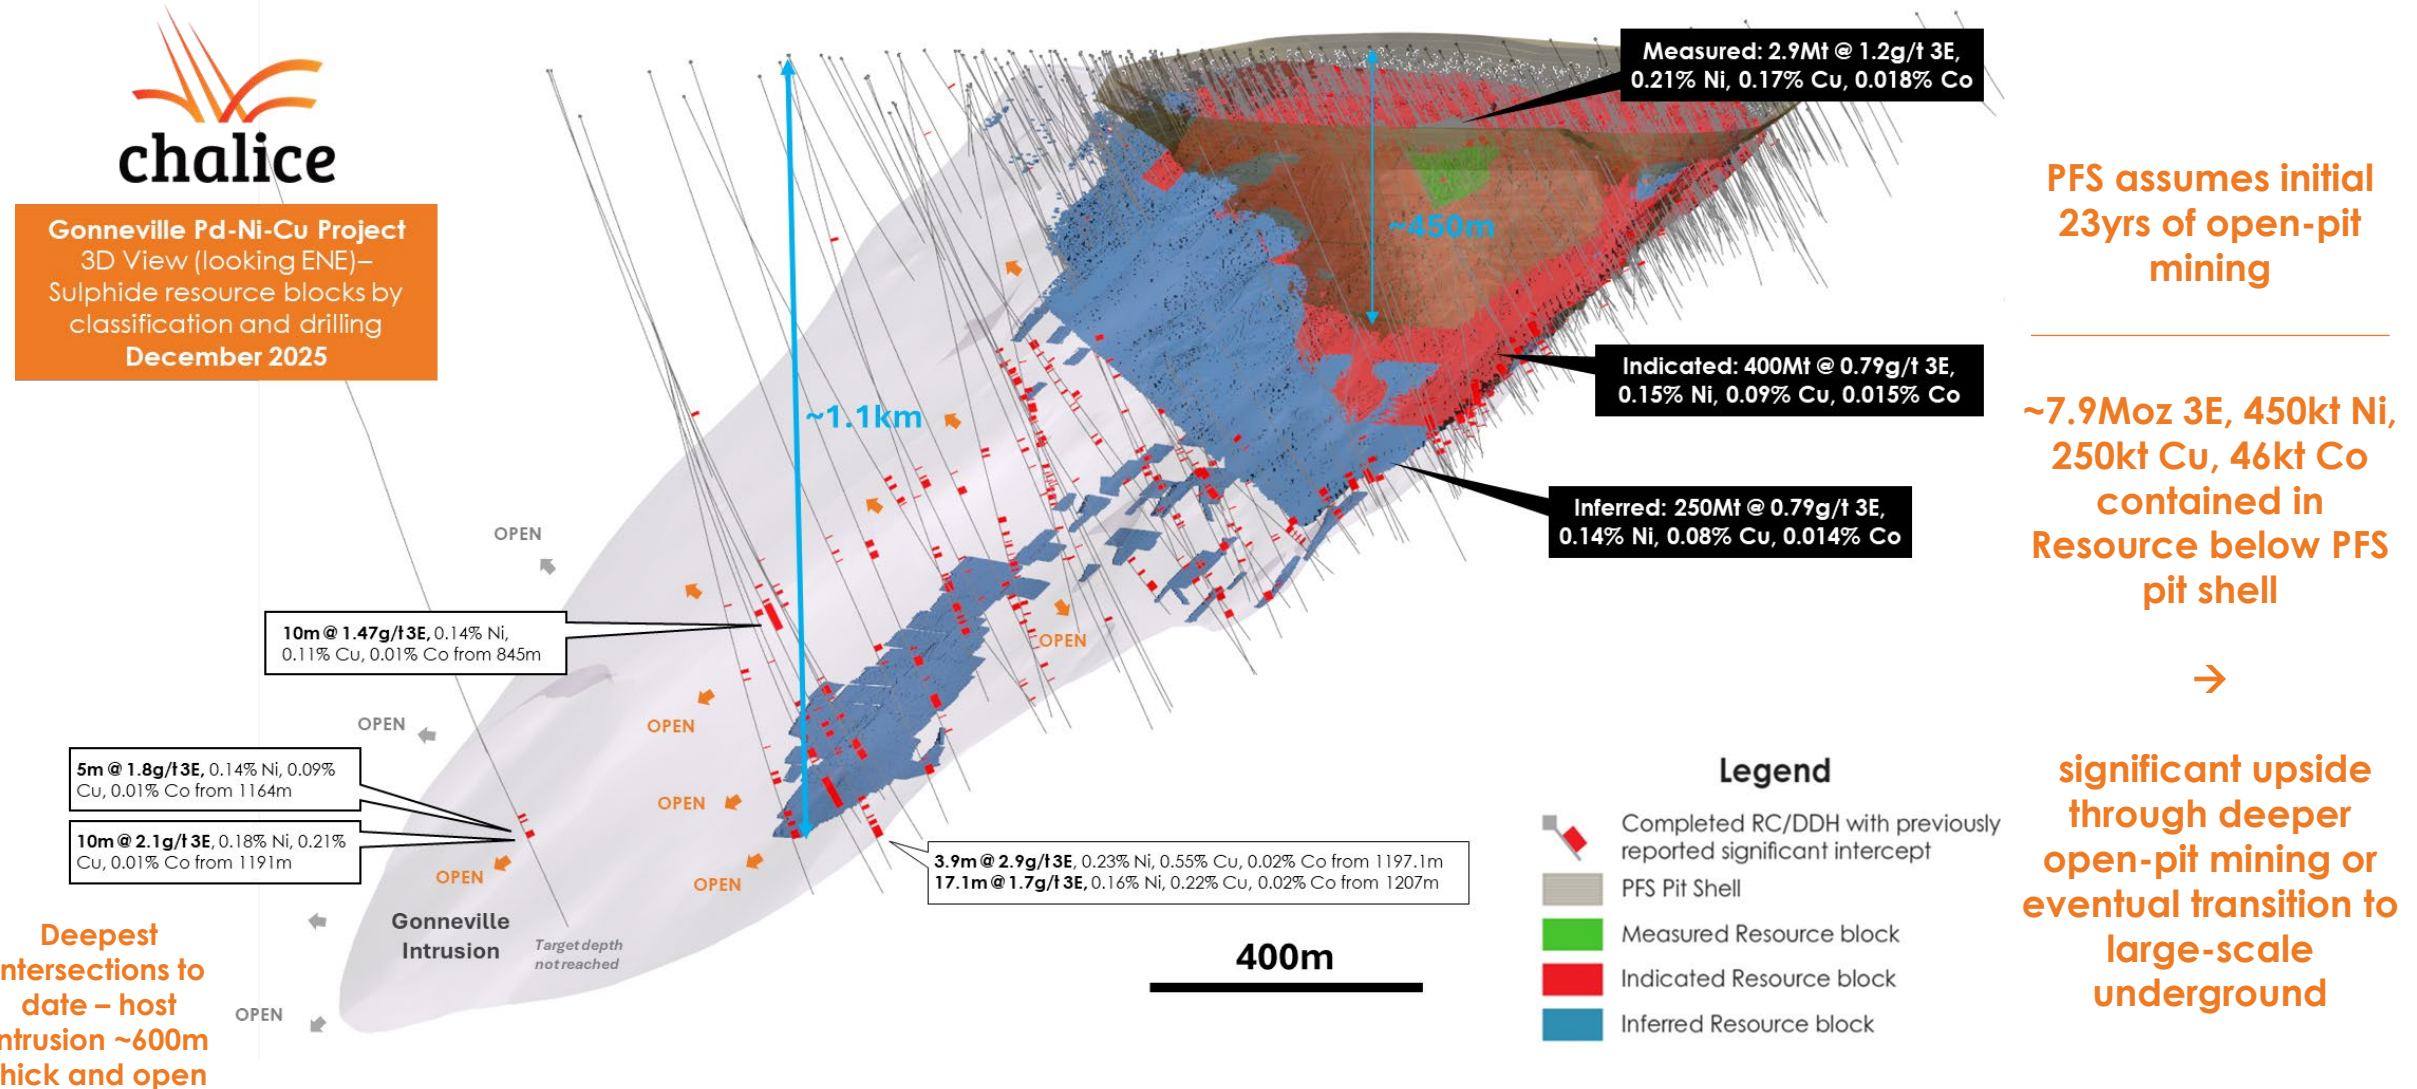 chalice
Gonneville Pd-Ni-Cu Project
3D View (looking ENE)–
Sulphide resource blocks by
classification and drilling
December 2025
Measured: 2.9Mt @ 1.2g/t 3E,
0.21% Ni, 0.17% Cu, 0.018% Co
~450m
~1.1km
Indicated: 400Mt @ 0.79g/t 3E,
0.15% Ni, 0.09% Cu, 0.015% Co
Inferred: 250Mt @ 0.79g/t 3E,
0.14% Ni, 0.08% Cu, 0.014% Co
PFS assumes initial
23yrs of open-pit
mining
~7.9Moz 3E, 450kt Ni,
250kt Cu, 46kt Co
contained in
Resource below PFS
pit shell
→
significant upside
through deeper
open-pit mining or
eventual transition to
large-scale
underground
OPEN
10m @ 1.47g/t 3E, 0.14% Ni,
0.11% Cu, 0.01% Co from 845m
OPEN
OPEN
OPEN
5m @ 1.8g/t 3E, 0.14% Ni, 0.09%
Cu, 0.01% Co from 1164m
OPEN
10m @ 2.1g/t 3E, 0.18% Ni, 0.21%
Cu, 0.01% Co from 1191m
OPEN
OPEN
3.9m @ 2.9g/t 3E, 0.23% Ni, 0.55% Cu, 0.02% Co from 1197.1m
17.1m @ 1.7g/t 3E, 0.16% Ni, 0.22% Cu, 0.02% Co from 1207m
Gonneville
Intrusion
Target depth
not reached
Deepest
ntersections to
date – host
ntrusion ~600m
hick and open
OPEN
400m
Legend
Completed RC/DDH with previously
reported significant intercept
PFS Pit Shell
Measured Resource block
Indicated Resource block
Inferred Resource block